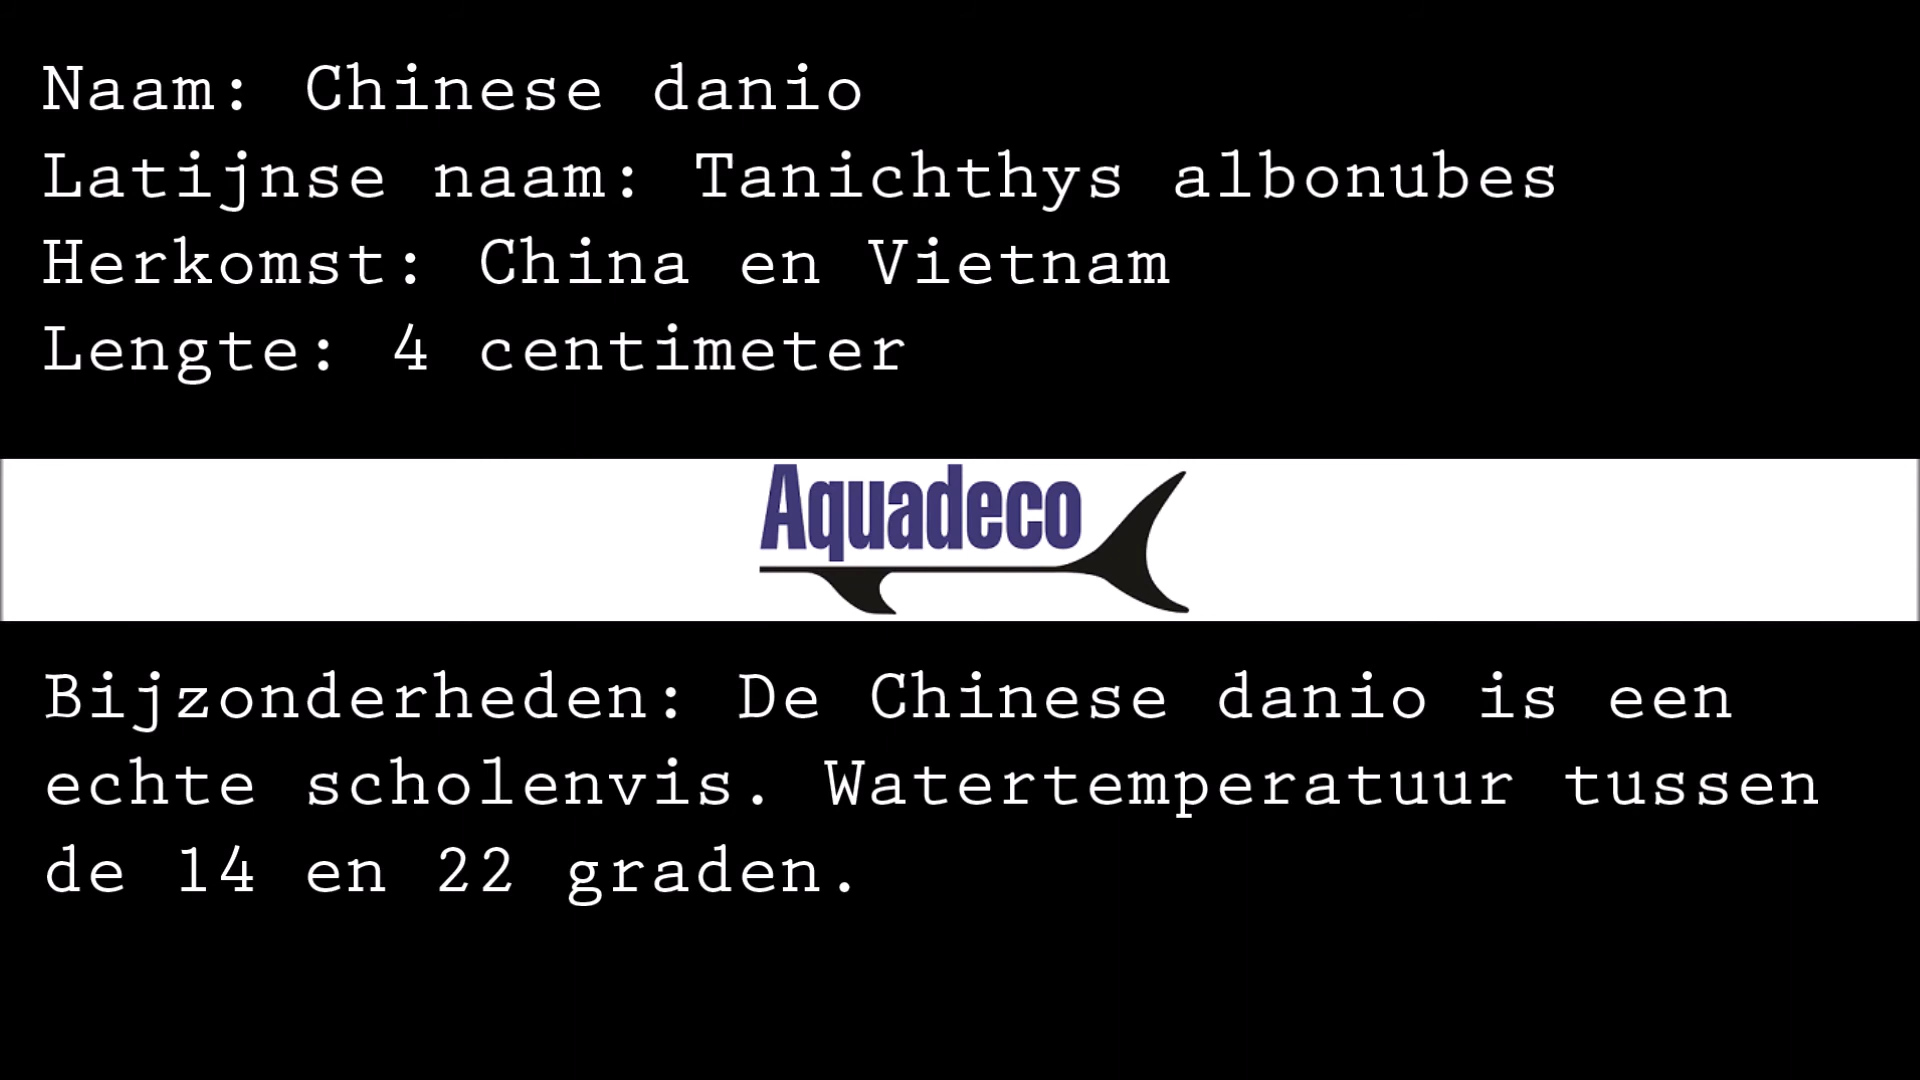 Naam: Chinese danio
Latijnse naam: Tanichthys albonubes
Herkomst: China en Vietnam
Lengte: 4 centimeter
Aquadeco
Bijzonderheden: De Chinese danio is een
echte scholenvis. Watertemperatuur tussen
de 14 en 22 graden.